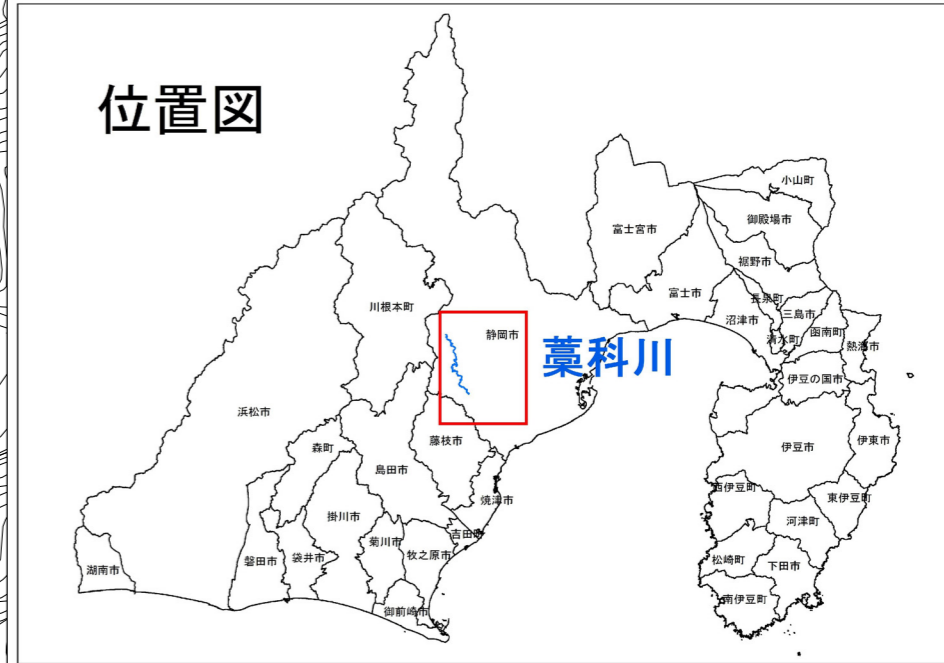 位置図
小山町
御殿場市
富士宮市
裾野市
富士市
長泉町
川根本町
三島市
沼津市
函南町
静岡市
清水町
熱海市
藁科川
伊豆の国市
浜松市
藤枝市
伊豆市
伊東市
森町
島田市
西伊豆町
焼津市
東伊豆町
掛川市
河津町
吉田町
菊川市
牧之原市
磐田市
袋井市
松崎町
下田市
湖南市
南伊豆町
御前崎市